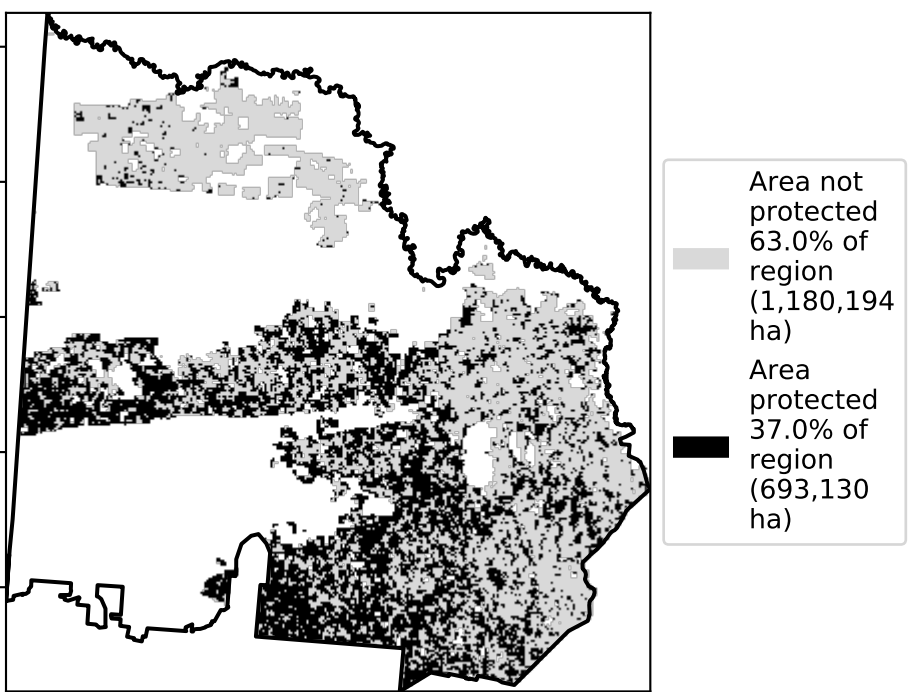 Area not
protected
63.0% of
region
(1,180,194
ha)
Area
protected
37.0% of
region
(693,130
ha)